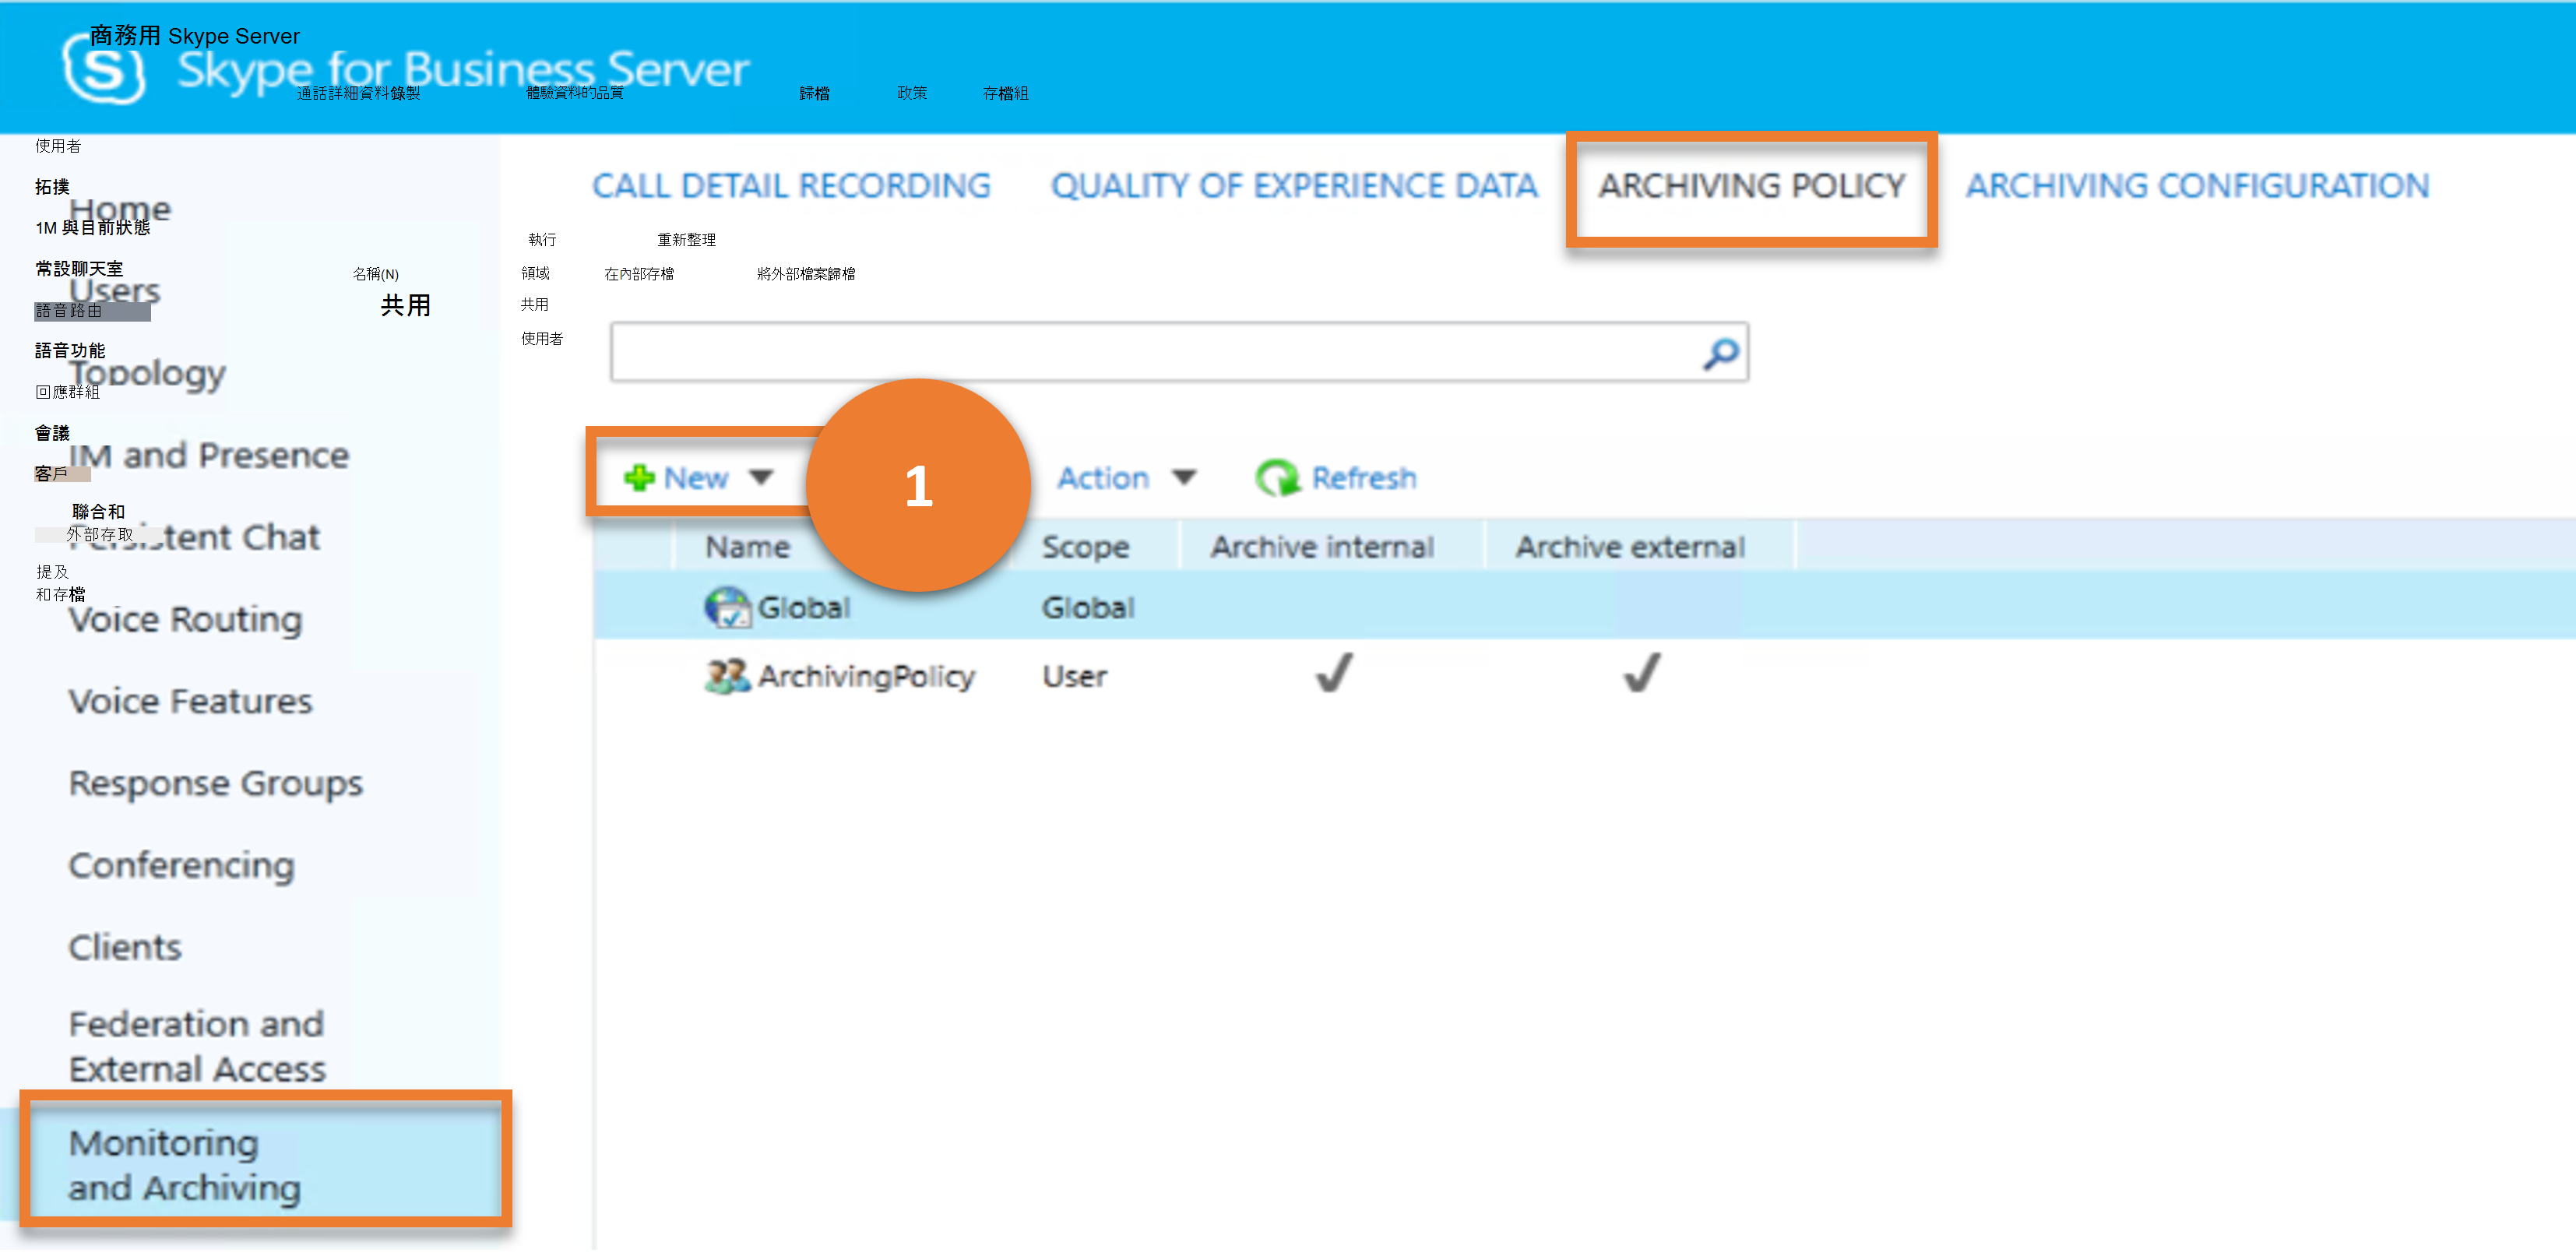 商務用 Skype Server
Skype for Business Server
通話詳細資料錄製 體驗資料的品質 歸檔 政策 存檔組
使用者
拓撲
Home
1M 與目前狀態
常設聊天室
Users
語音路由
語音功能
Topology
回應群組
會議
IM and Presence
客戶
聯合和
外部存取
Persistent Chat
提及
和存檔
Voice Routing
Voice Features
Response Groups
Conferencing
Clients
Federation and
External Access
Monitoring
and Archiving
CALL DETAIL RECORDING QUALITY OF EXPERIENCE DATA ARCHIVING POLICY ARCHIVING CONFIGURATION
執行 重新整理
名稱(N) 領域 在內部存檔 將外部檔案歸檔
共用 共用
使用者
New 1 Action Refresh
Name Scope Archive internal Archive external
Global Global
ArchivingPolicy User